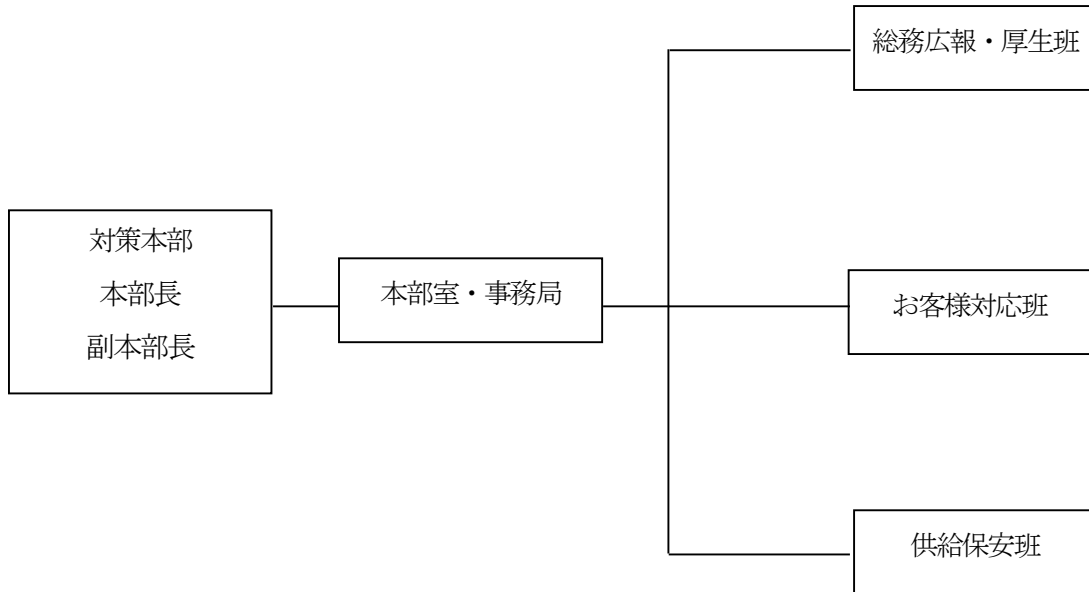 対策本部
本部長
副本部長
本部室・事務局
総務広報・厚生班
お客様対応班
供給保安班